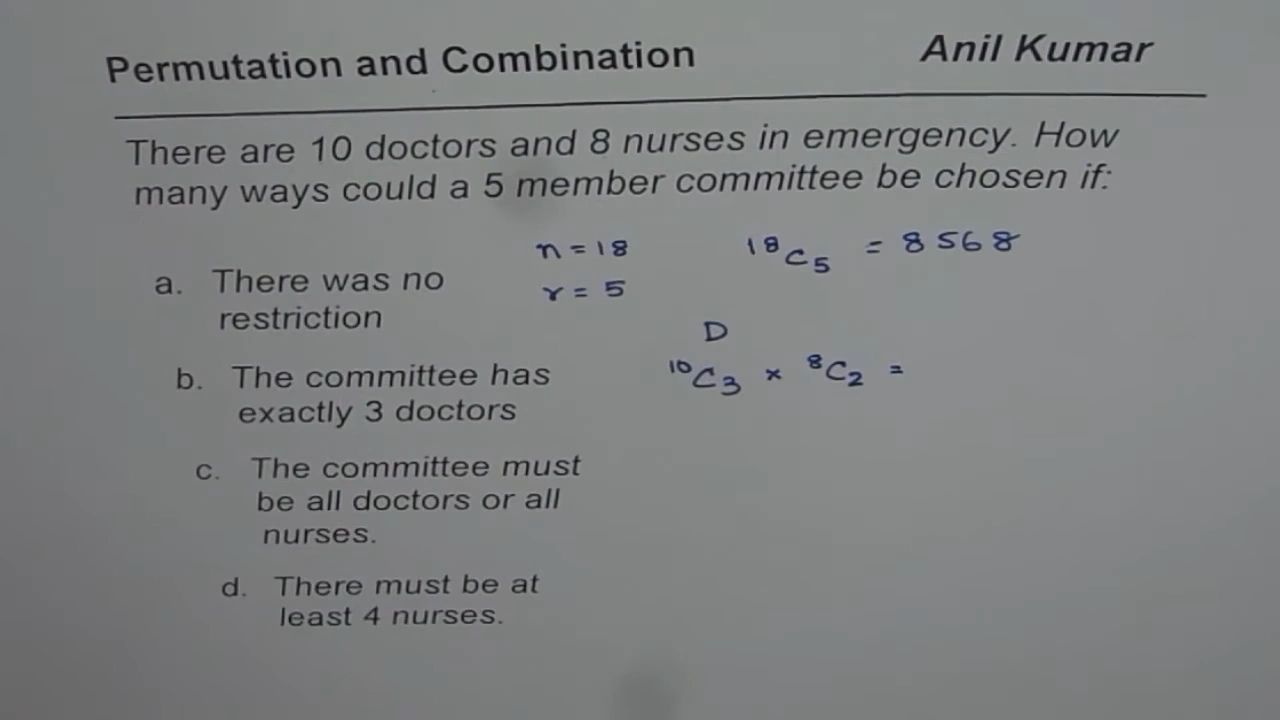 Permutation and Combination Anil Kumar
There are 10 doctors and 8 nurses in emergency. How
many ways could a 5 member committee be chosen if:
a. There was no
restriction
n = 18
r = 5
¹⁸C₅ = 8568
b. The committee has
exactly 3 doctors
D
¹⁰C₃ × ⁸C₂ =
c. The committee must
be all doctors or all
nurses.
d. There must be at
least 4 nurses.